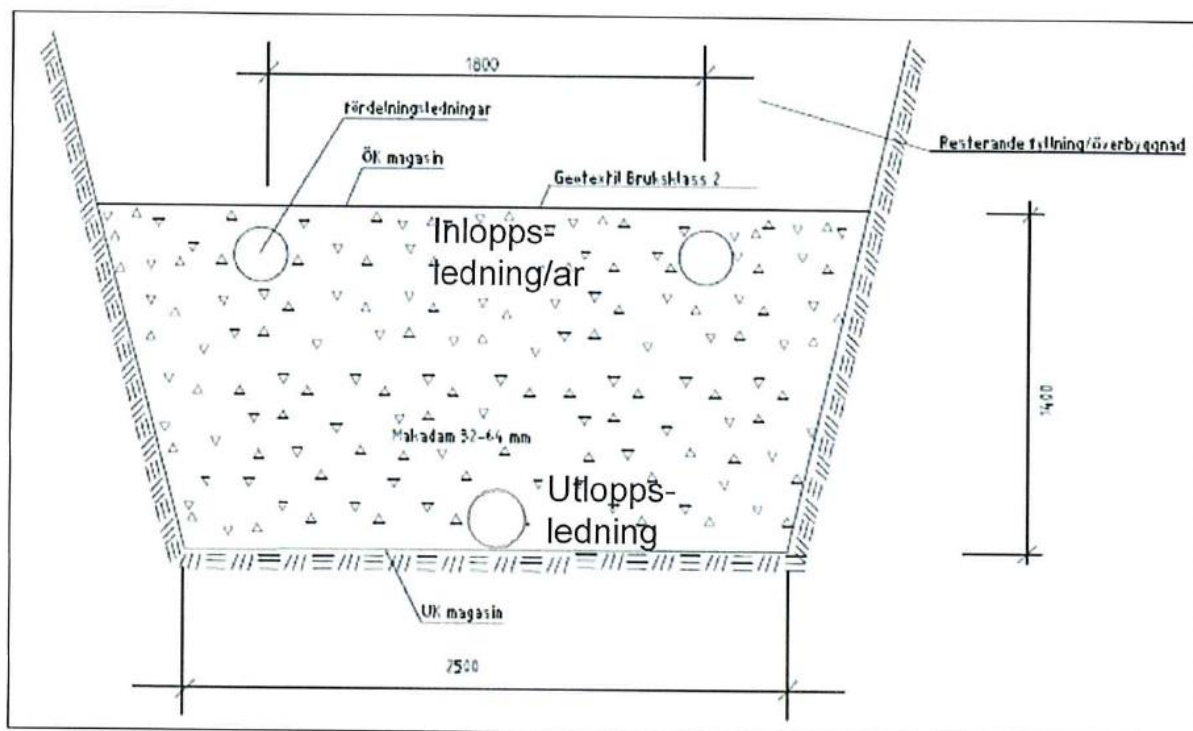 1800
Fördelningsledningar
ÖK magasin
Geotextil Bruksklass 2
Resterande fyllning/överbyggnad
Inlopps-
ledning/ar
1400
Makadam 32-64 mm
Utlopps-
ledning
UK magasin
2500